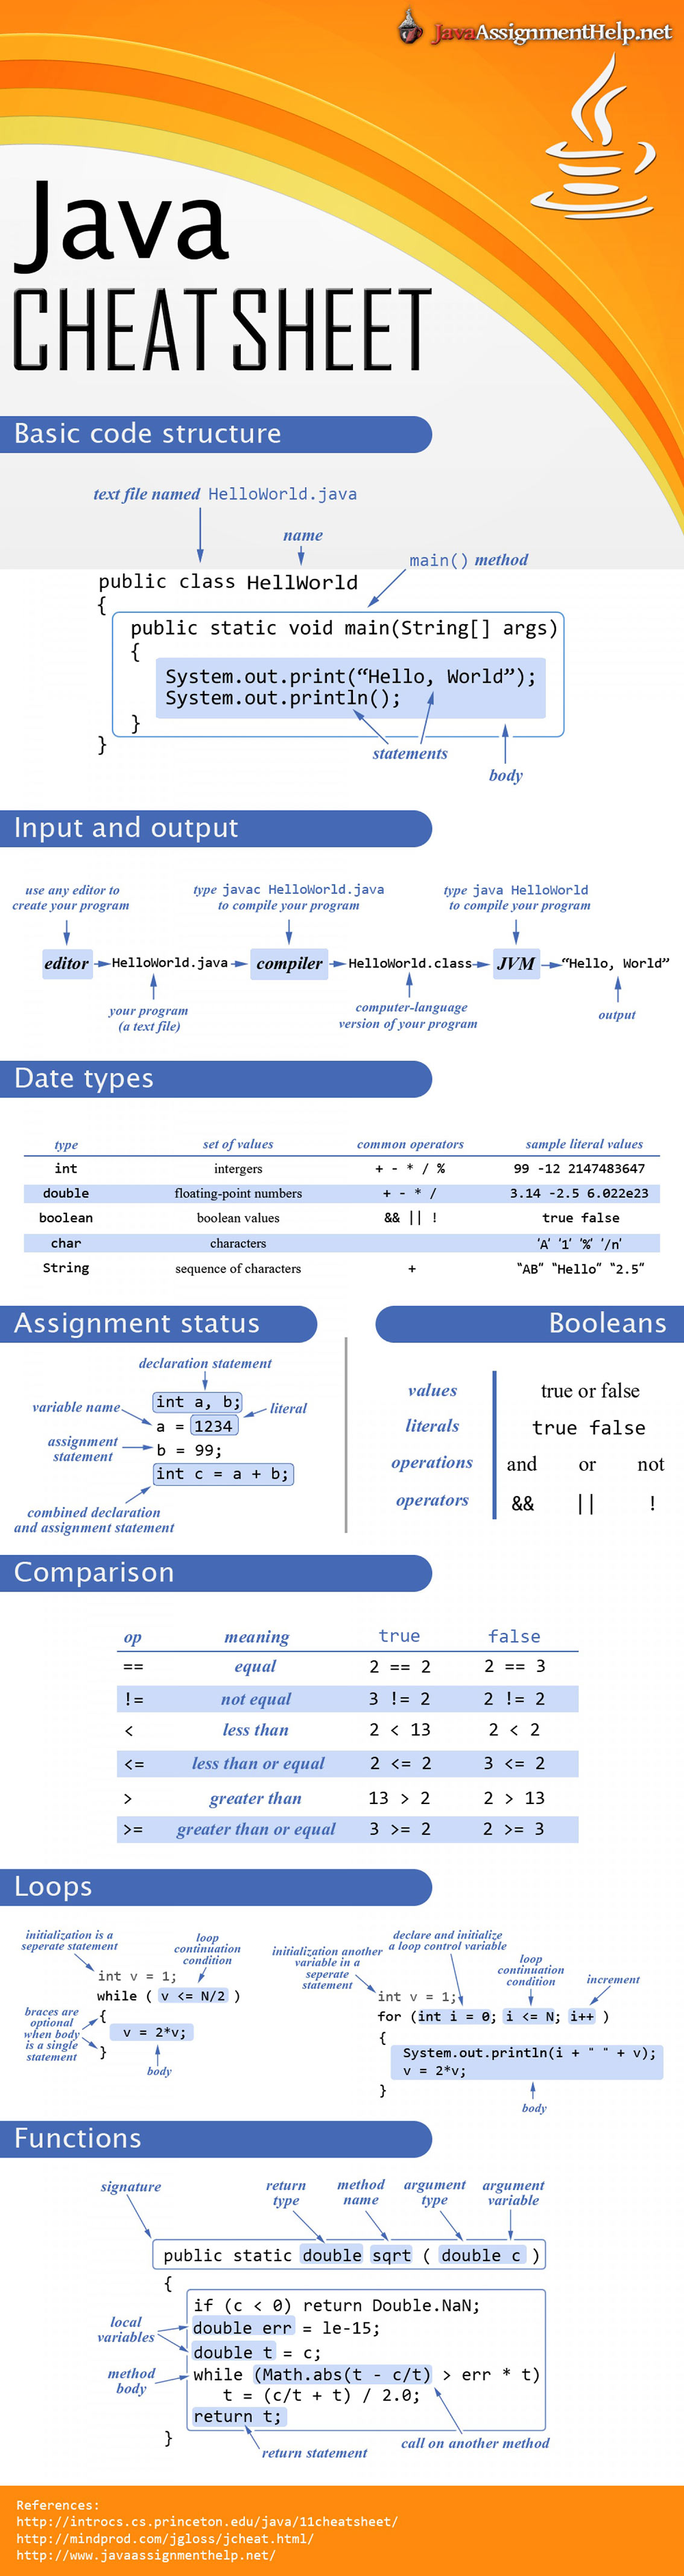 JavaAssignmentHelp.net
Java
CHEAT SHEET
Basic code structure
text file named HelloWorld.java
name
main() method
public class HellWorld
{
public static void main(String[] args)
{
System.out.print(“Hello, World”);
System.out.println();
}
}
statements
body
Input and output
use any editor to
create your program
type javac HelloWorld.java
to compile your program
type java HelloWorld
to compile your program
editor HelloWorld.java compiler HelloWorld.class JVM “Hello, World”
your program
(a text file)
computer-language
version of your program
output
Date types
type set of values common operators sample literal values
int intergers + - * / % 99 -12 2147483647
double floating-point numbers + - * / 3.14 -2.5 6.022e23
boolean boolean values && || ! true false
char characters 'A' '1' '%' '/n'
String sequence of characters + “AB” “Hello” “2.5”
Assignment status
declaration statement
int a, b;
variable name
literal
a = 1234
assignment
statement
b = 99;
int c = a + b;
combined declaration
and assignment statement
Booleans
values true or false
literals true false
operations and or not
operators && || !
Comparison
op meaning true false
== equal 2 == 2 2 == 3
!= not equal 3 != 2 2 != 2
< less than 2 < 13 2 < 2
<= less than or equal 2 <= 2 3 <= 2
> greater than 13 > 2 2 > 13
>= greater than or equal 3 >= 2 2 >= 3
Loops
initialization is a
seperate statement
loop
continuation
condition
int v = 1;
while ( v <= N/2 )
{
v = 2*v;
}
braces are
optional
when body
is a single
statement
body
initialization another
variable in a
seperate
statement
declare and initialize
a loop control variable
loop
continuation
condition
increment
int v = 1;
for (int i = 0; i <= N; i++ )
{
System.out.println(i + " " + v);
v = 2*v;
}
body
Functions
signature
return
type
method
name
argument
type
argument
variable
public static double sqrt ( double c )
{
if (c < 0) return Double.NaN;
double err = le-15;
double t = c;
while (Math.abs(t - c/t) > err * t)
t = (c/t + t) / 2.0;
return t;
}
local
variables
method
body
return statement
call on another method
References:
http://introcs.cs.princeton.edu/java/11cheatsheet/
http://mindprod.com/jgloss/jcheat.html/
http://www.javaassignmenthelp.net/